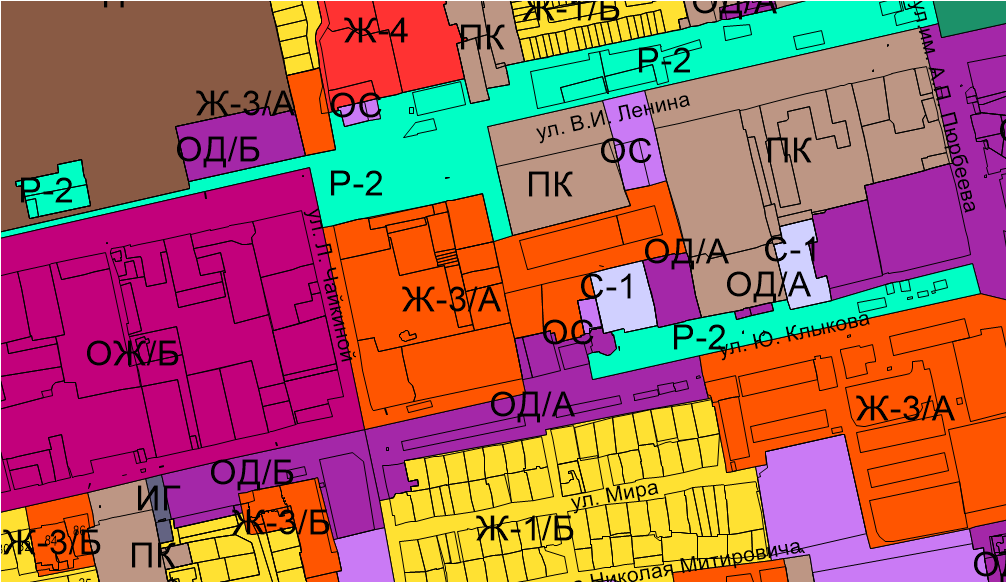 Ж-1/Б
ОД/А
Ж-4
ПК
Р-2
ул. им. А.П. Пюрбеева
Ж-3/А
ОС
ул. В.И. Ленина
ОД/Б
ОС
ПК
Р-2
Р-2
ПК
ул. Л. Чайкиной
ОД/А
С-1
С-1
ОД/А
Ж-3/А
ОС
Р-2
ул. Ю. Клыкова
ОЖ/Б
ОД/А
Ж-3/А
ОД/Б
ИГ
ул. Мира
Ж-3/Б
Ж-1/Б
Ж-3/Б
ПК
Николая Митировича